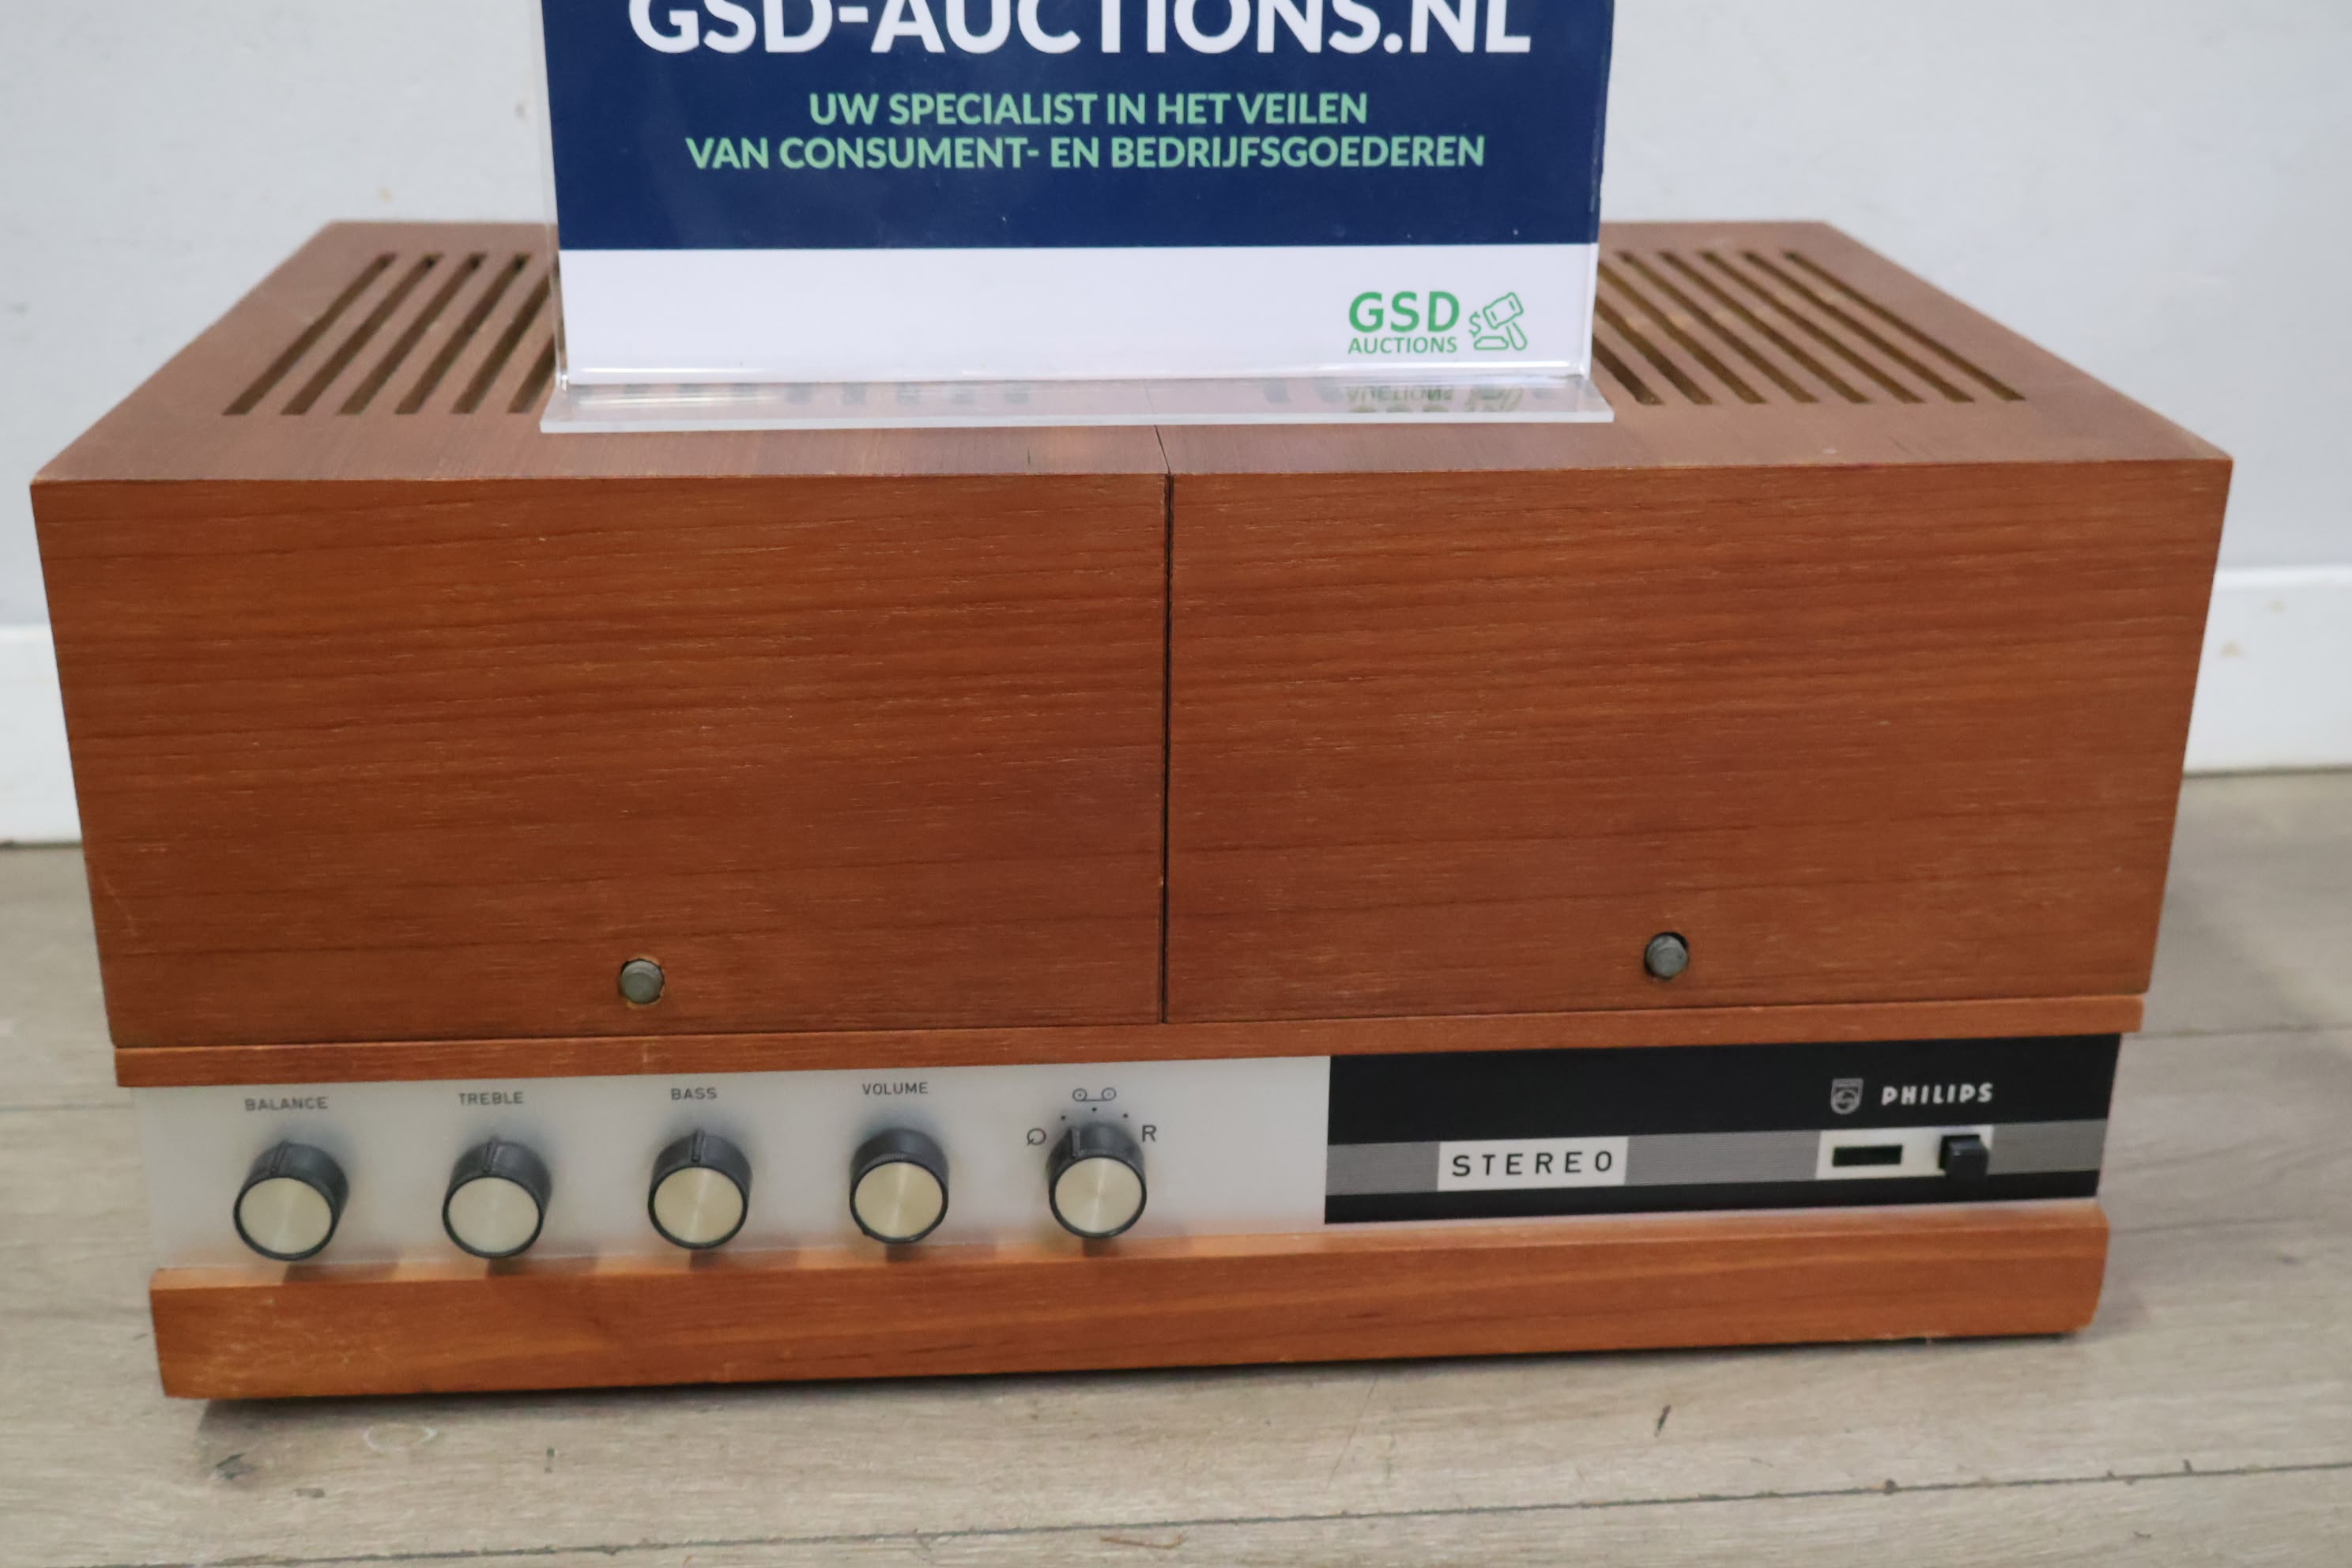 GSD-AUCTIONS.NL
UW SPECIALIST IN HET VEILEN
VAN CONSUMENT- EN BEDRIJFSGOEDEREN
GSD
AUCTIONS
BALANCE
TREBLE
BASS
VOLUME
R
PHILIPS
STEREO